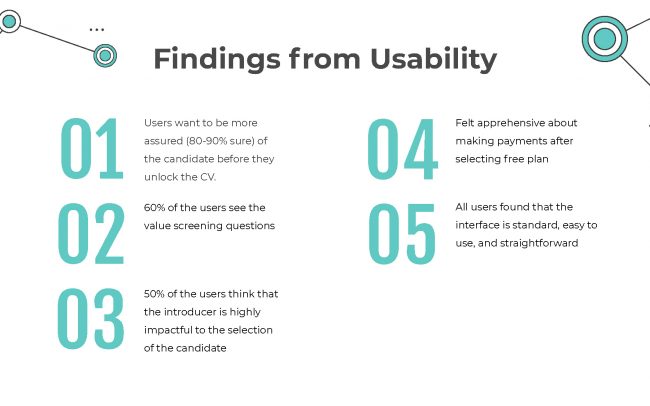 Findings from Usability
01
Users want to be more
assured (80-90% sure) of
the candidate before they
unlock the CV.
02
60% of the users see the
value screening questions
03
50% of the users think that
the introducer is highly
impactful to the selection
of the candidate
04
Felt apprehensive about
making payments after
selecting free plan
05
All users found that the
interface is standard, easy to
use, and straightforward